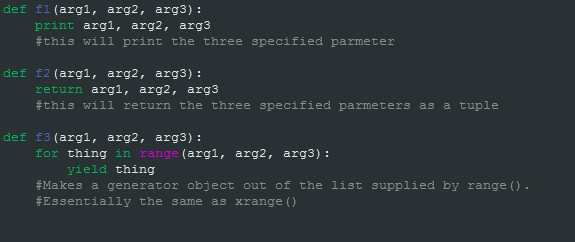 def f1(arg1, arg2, arg3):
    print arg1, arg2, arg3
    #this will print the three specified parmeter
def f2(arg1, arg2, arg3):
    return arg1, arg2, arg3
    #this will return the three specified parmeters as a tuple
def f3(arg1, arg2, arg3):
    for thing in range(arg1, arg2, arg3):
        yield thing
    #Makes a generator object out of the list supplied by range().
    #Essentially the same as xrange()